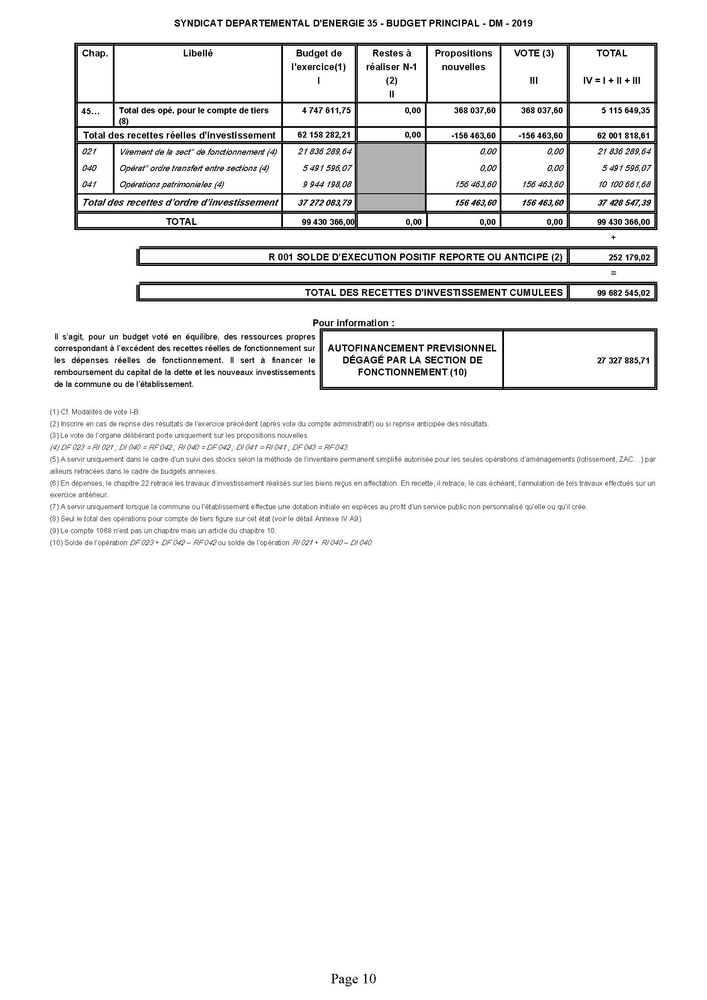 SYNDICAT DEPARTEMENTAL D'ENERGIE 35 - BUDGET PRINCIPAL - DM - 2019
Chap. Libellé Budget de l'exercice(1) I Restes à réaliser N-1 (2) II Propositions nouvelles VOTE (3) III TOTAL IV = I + II + III
45… Total des opé. pour le compte de tiers (8) 4 747 611,75 0,00 368 037,60 368 037,60 5 115 649,35
Total des recettes réelles d’investissement 62 158 282,21 0,00 -156 463,60 -156 463,60 62 001 818,61
021 Virement de la sect° de fonctionnement (4) 21 836 289,64 0,00 0,00 21 836 289,64
040 Opérat° ordre transfert entre sections (4) 5 491 596,07 0,00 0,00 5 491 596,07
041 Opérations patrimoniales (4) 9 944 198,08 156 463,60 156 463,60 10 100 661,68
Total des recettes d’ordre d’investissement 37 272 083,79 156 463,60 156 463,60 37 428 547,39
TOTAL 99 430 366,00 0,00 0,00 0,00 99 430 366,00
+
R 001 SOLDE D’EXECUTION POSITIF REPORTE OU ANTICIPE (2) 252 179,02
=
TOTAL DES RECETTES D’INVESTISSEMENT CUMULEES 99 682 545,02
Pour information :
Il s’agit, pour un budget voté en équilibre, des ressources propres
correspondant à l’excédent des recettes réelles de fonctionnement sur
les dépenses réelles de fonctionnement. Il sert à financer le
remboursement du capital de la dette et les nouveaux investissements
de la commune ou de l’établissement.
AUTOFINANCEMENT PREVISIONNEL
DÉGAGÉ PAR LA SECTION DE
FONCTIONNEMENT (10)
27 327 885,71
(1) Cf. Modalités de vote I-B.
(2) Inscrire en cas de reprise des résultats de l’exercice précédent (après vote du compte administratif) ou si reprise anticipée des résultats.
(3) Le vote de l’organe délibérant porte uniquement sur les propositions nouvelles.
(4) DF 023 = RI 021 ; DI 040 = RF 042 ; RI 040 = DF 042 ; DI 041 = RI 041 ; DF 043 = RF 043.
(5) A servir uniquement dans le cadre d’un suivi des stocks selon la méthode de l’inventaire permanent simplifié autorisée pour les seules opérations d’aménagements (lotissement, ZAC…) par
ailleurs retracées dans le cadre de budgets annexes.
(6) En dépenses, le chapitre 22 retrace les travaux d’investissement réalisés sur les biens reçus en affectation. En recette, il retrace, le cas échéant, l’annulation de tels travaux effectués sur un
exercice antérieur.
(7) A servir uniquement lorsque la commune ou l’établissement effectue une dotation initiale en espèces au profit d’un service public non personnalisé qu’elle ou qu’il crée.
(8) Seul le total des opérations pour compte de tiers figure sur cet état (voir le détail Annexe IV A9).
(9) Le compte 1068 n’est pas un chapitre mais un article du chapitre 10.
(10) Solde de l’opération DF 023 + DF 042 – RF 042 ou solde de l’opération RI 021 + RI 040 – DI 040.
Page 10